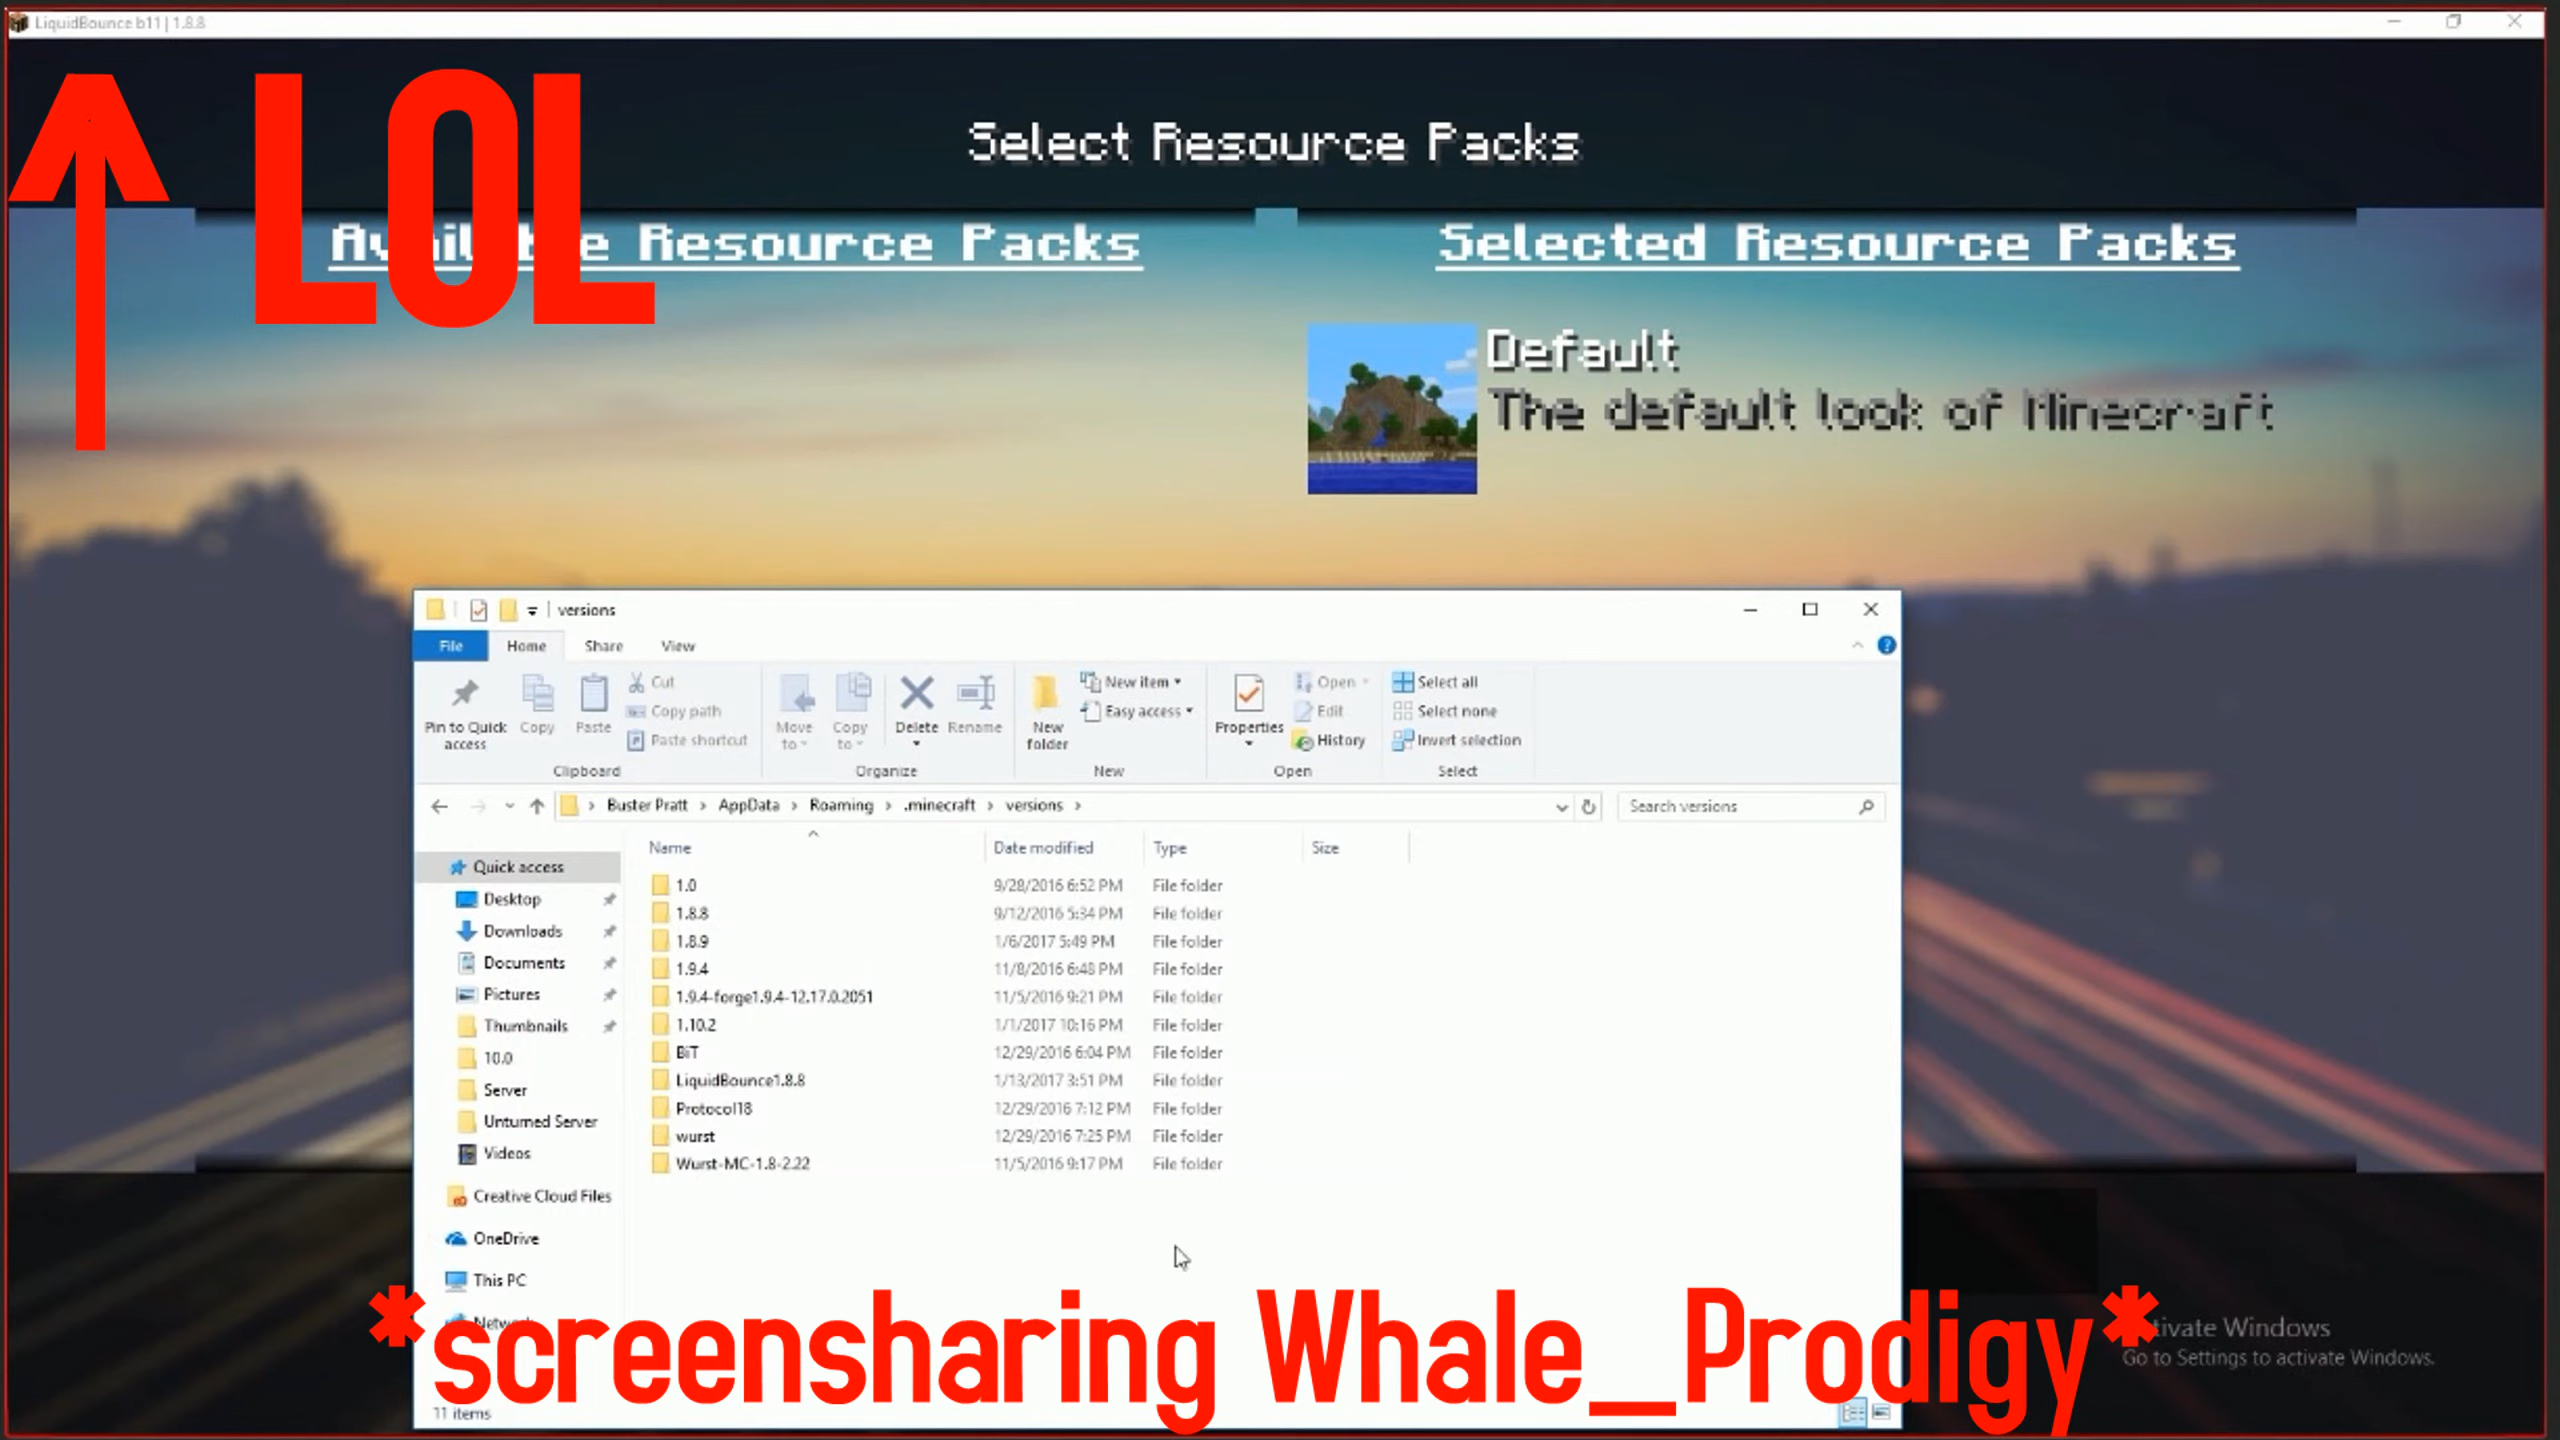 LiquidBounce b11 | 1.8.8
LOL
Select Resource Packs
Available Resource Packs
Selected Resource Packs
Default
The default look of Minecraft
versions
File
Home
Share
View
Pin to Quick access
Copy
Paste
Cut
Copy path
Paste shortcut
Clipboard
Move to
Copy to
Delete
Rename
Organize
New folder
New item
Easy access
New
Properties
Open
Edit
History
Open
Select all
Select none
Invert selection
Select
Buster Pratt > AppData > Roaming > .minecraft > versions >
Search versions
Name
Date modified
Type
Size
Quick access
Desktop
Downloads
Documents
Pictures
Thumbnails
10.0
Server
Unturned Server
Videos
Creative Cloud Files
OneDrive
This PC
Network
1.0 9/28/2016 6:52 PM File folder
1.8.8 9/12/2016 5:34 PM File folder
1.8.9 1/6/2017 5:49 PM File folder
1.9.4 11/8/2016 6:48 PM File folder
1.9.4-forge1.9.4-12.17.0.2051 11/5/2016 9:21 PM File folder
1.10.2 1/1/2017 10:16 PM File folder
BiT 12/29/2016 6:04 PM File folder
LiquidBounce1.8.8 1/13/2017 3:51 PM File folder
Protocol18 12/29/2016 7:12 PM File folder
wurst 12/29/2016 7:25 PM File folder
Wurst-MC-1.8-2.22 11/5/2016 9:17 PM File folder
*screensharing Whale_Prodigy*
Activate Windows
Go to Settings to activate Windows.
11 items